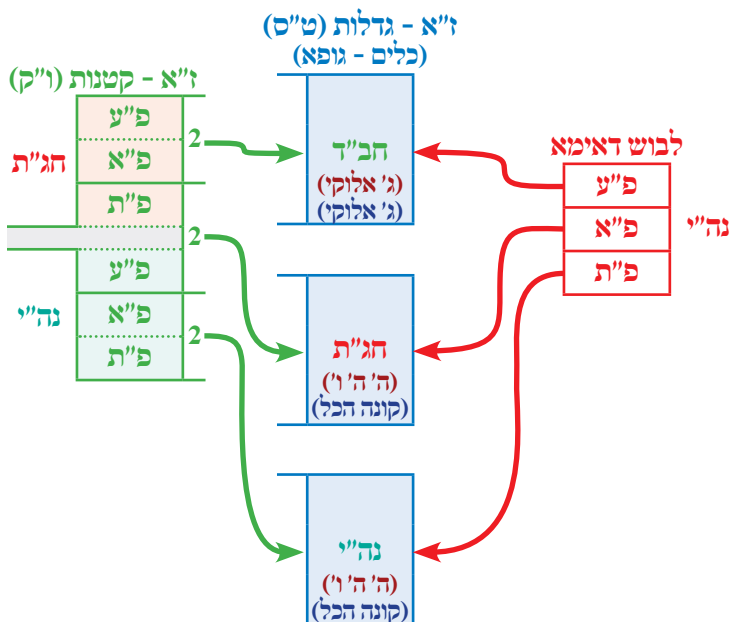 ז"א - גדלות (ט"ס)
(כלים - גופא)
חב"ד
(ג' אלוקי)
(ג' אלוקי)
חג"ת
(ה' ה' ו')
(קונה הכל)
נה"י
(ה' ה' ו')
(קונה הכל)
לבוש דאימא
פ"ע
פ"א
פ"ת
נה"י
ז"א - קטנות (ו"ק)
חג"ת
פ"ע
פ"א
פ"ת
נה"י
פ"ע
פ"א
פ"ת
2
2
2